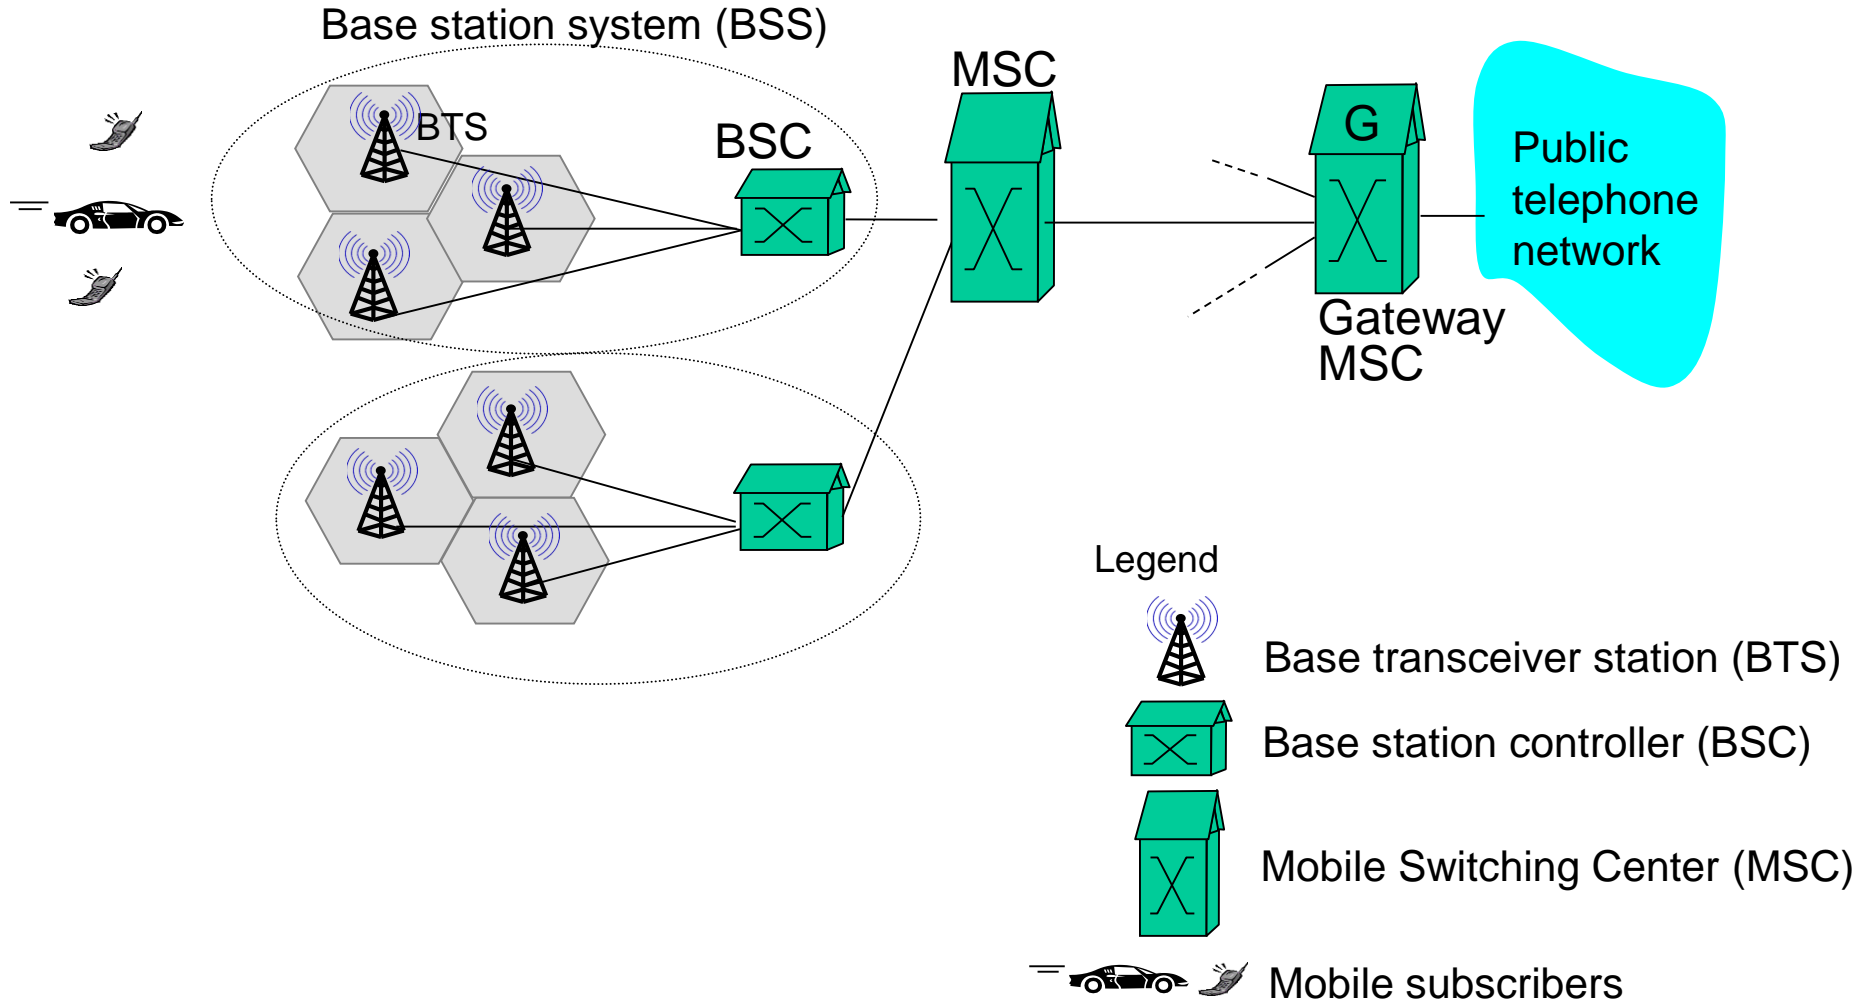 Base station system (BSS)
BTS
BSC
MSC
G
Gateway
MSC
Public
telephone
network
Legend
Base transceiver station (BTS)
Base station controller (BSC)
Mobile Switching Center (MSC)
Mobile subscribers